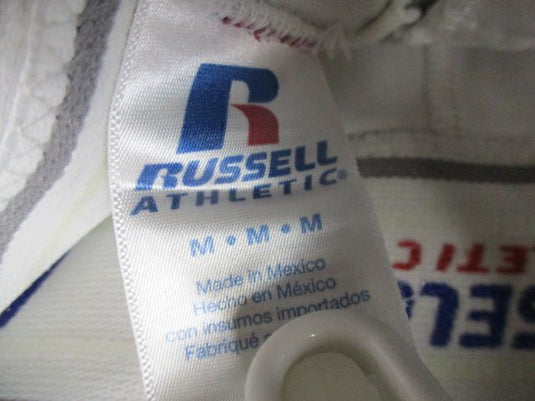 RUSSELL
ATHLETIC®
M • M • M
Made in Mexico
Hecho en México
con insumos importados
Fabriqué